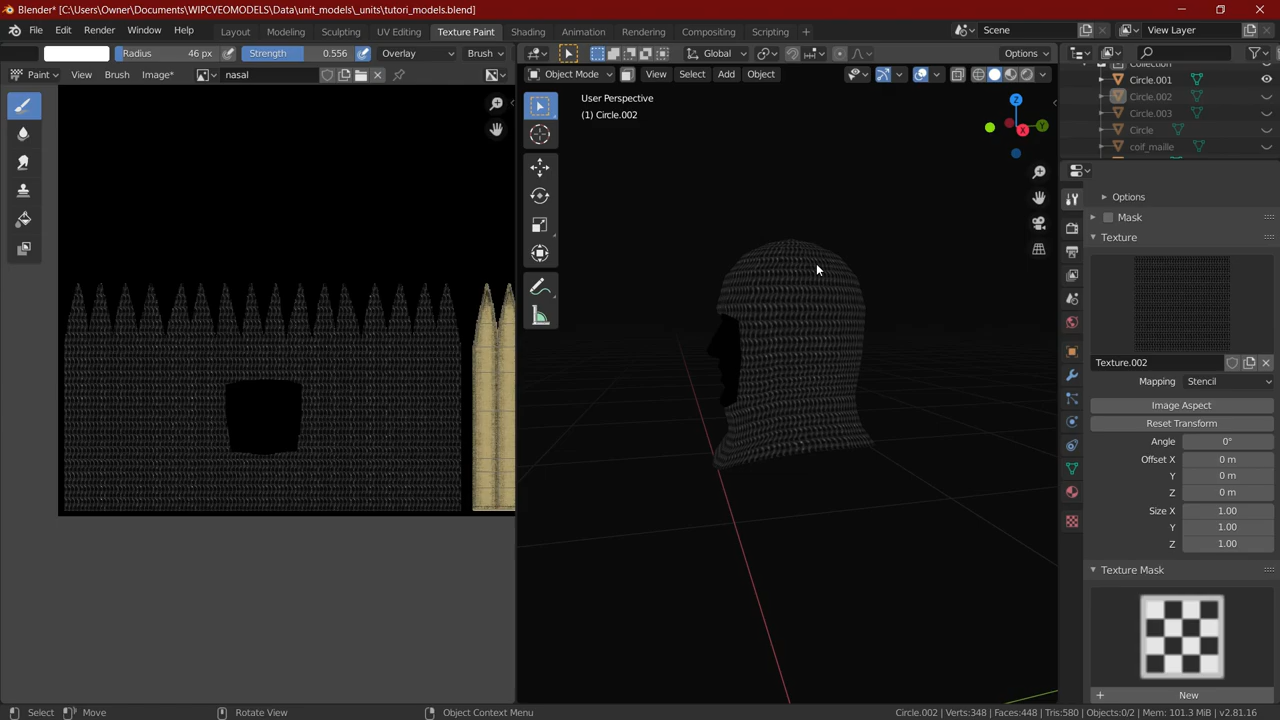 Blender* [C:\Users\Owner\Documents\WIPCVEOMODELS\Data\unit_models\_units\tutori_models.blend]
File Edit Render Window Help Layout Modeling Sculpting UV Editing Texture Paint Shading Animation Rendering Compositing Scripting + Scene View Layer
Radius 46 px Strength 0.556 Overlay Brush Global Options
Paint View Brush Image* nasal Object Mode View Select Add Object
Circle.001
Circle.002
Circle.003
Circle
coif_maille
User Perspective
(1) Circle.002
Z
Y
X
Options
Mask
Texture
Texture.002
Mapping Stencil
Image Aspect
Reset Transform
Angle 0°
Offset X 0 m
Y 0 m
Z 0 m
Size X 1.00
Y 1.00
Z 1.00
Texture Mask
+ New
Select Move Rotate View Object Context Menu Circle.002 | Verts:348 | Faces:448 | Tris:580 | Objects:0/2 | Mem: 101.3 MiB | v2.81.16